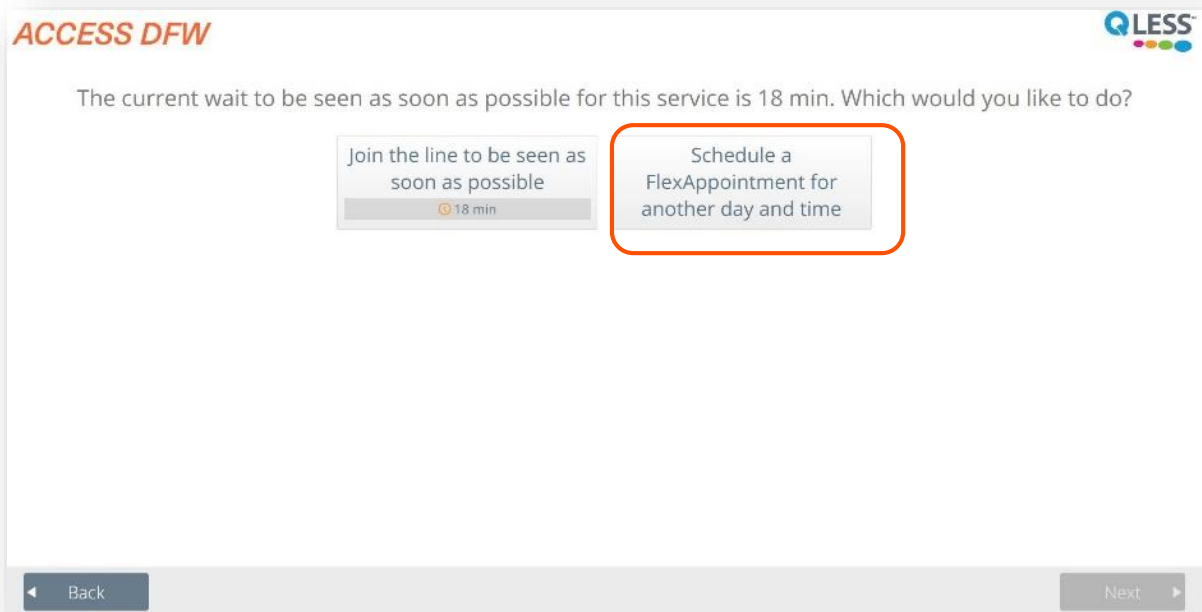 ACCESS DFW
QLESS
The current wait to be seen as soon as possible for this service is 18 min. Which would you like to do?
Join the line to be seen as
soon as possible
18 min
Schedule a
FlexAppointment for
another day and time
Back
Next